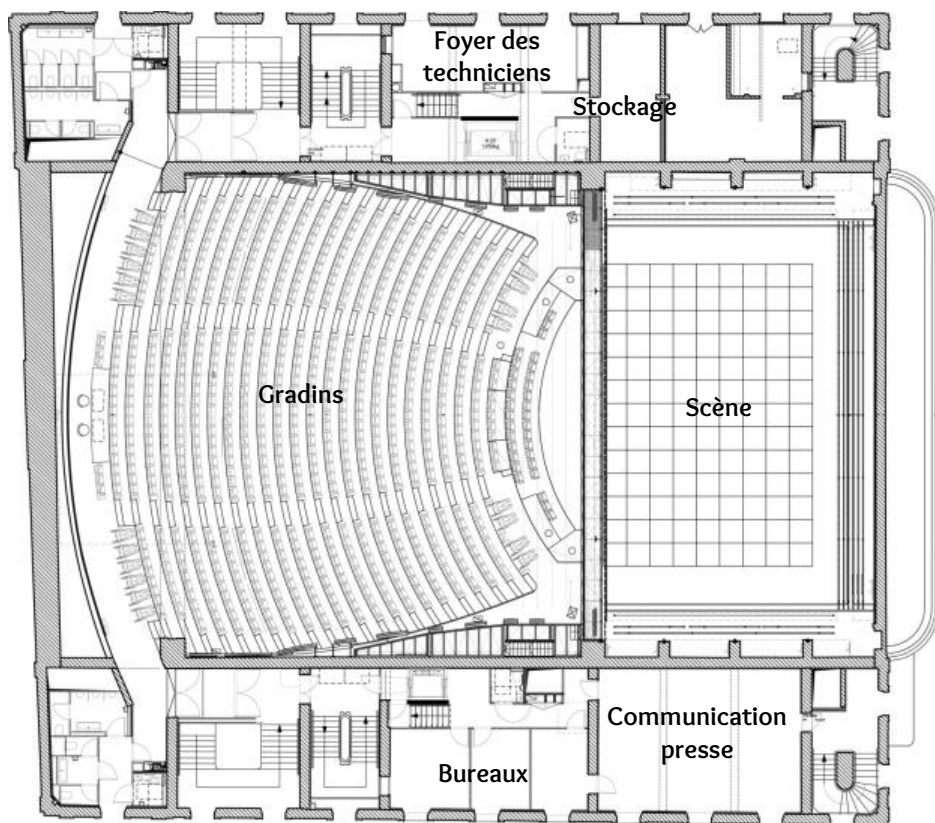 Foyer des
techniciens
Stockage
Gradins
Scène
Communication
presse
Bureaux